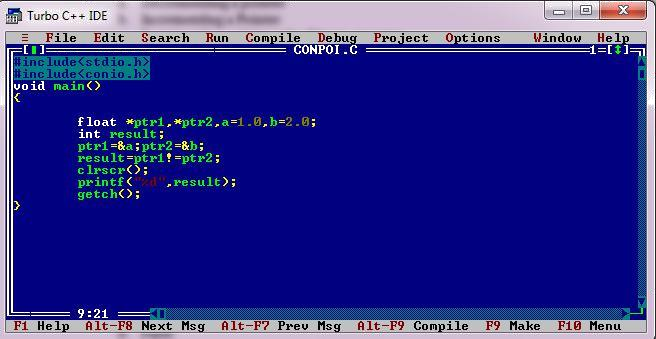 Incrementing a Pointer
Turbo C++ IDE
≡ File Edit Search Run Compile Debug Project Options Window Help
[■] CONPOI.C 1=[↕]
#include<stdio.h>
#include<conio.h>
void main()
{
float *ptr1,*ptr2,a=1.0,b=2.0;
int result;
ptr1=&a;ptr2=&b;
result=ptr1!=ptr2;
clrscr();
printf("%d",result);
getch();
}
9:21
F1 Help Alt-F8 Next Msg Alt-F7 Prev Msg Alt-F9 Compile F9 Make F10 Menu